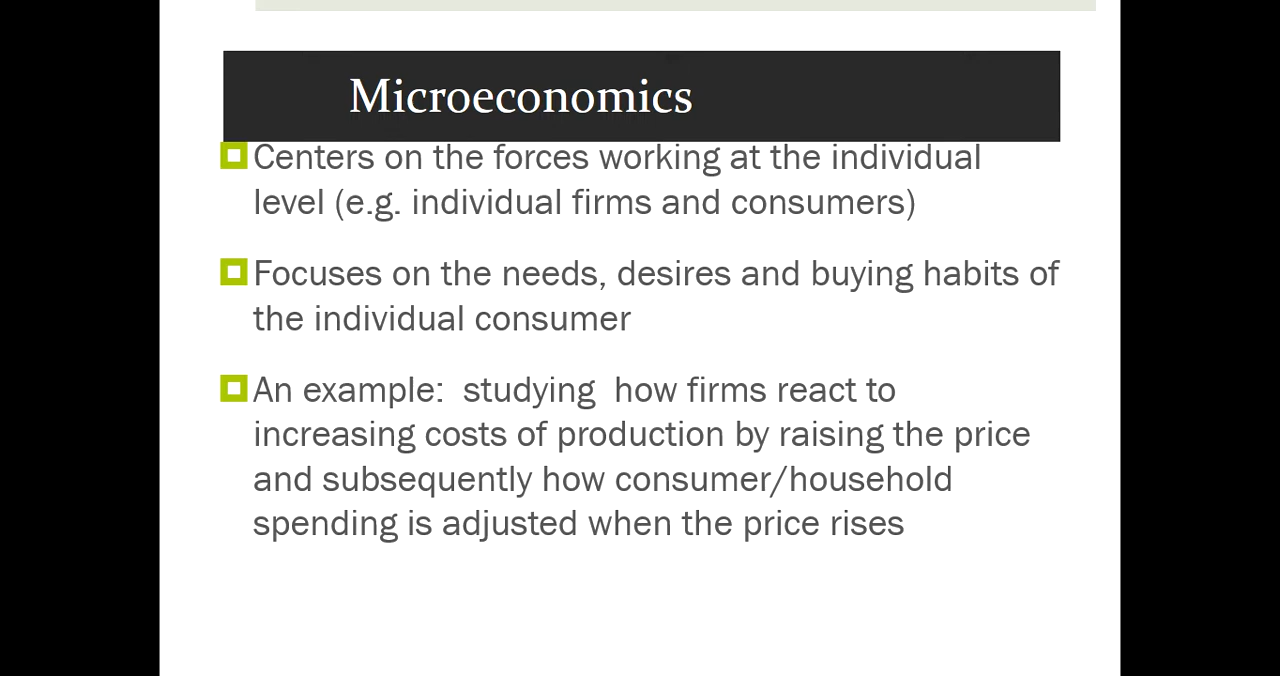 Microeconomics
Centers on the forces working at the individual
level (e.g. individual firms and consumers)
Focuses on the needs, desires and buying habits of
the individual consumer
An example:  studying  how firms react to
increasing costs of production by raising the price
and subsequently how consumer/household
spending is adjusted when the price rises